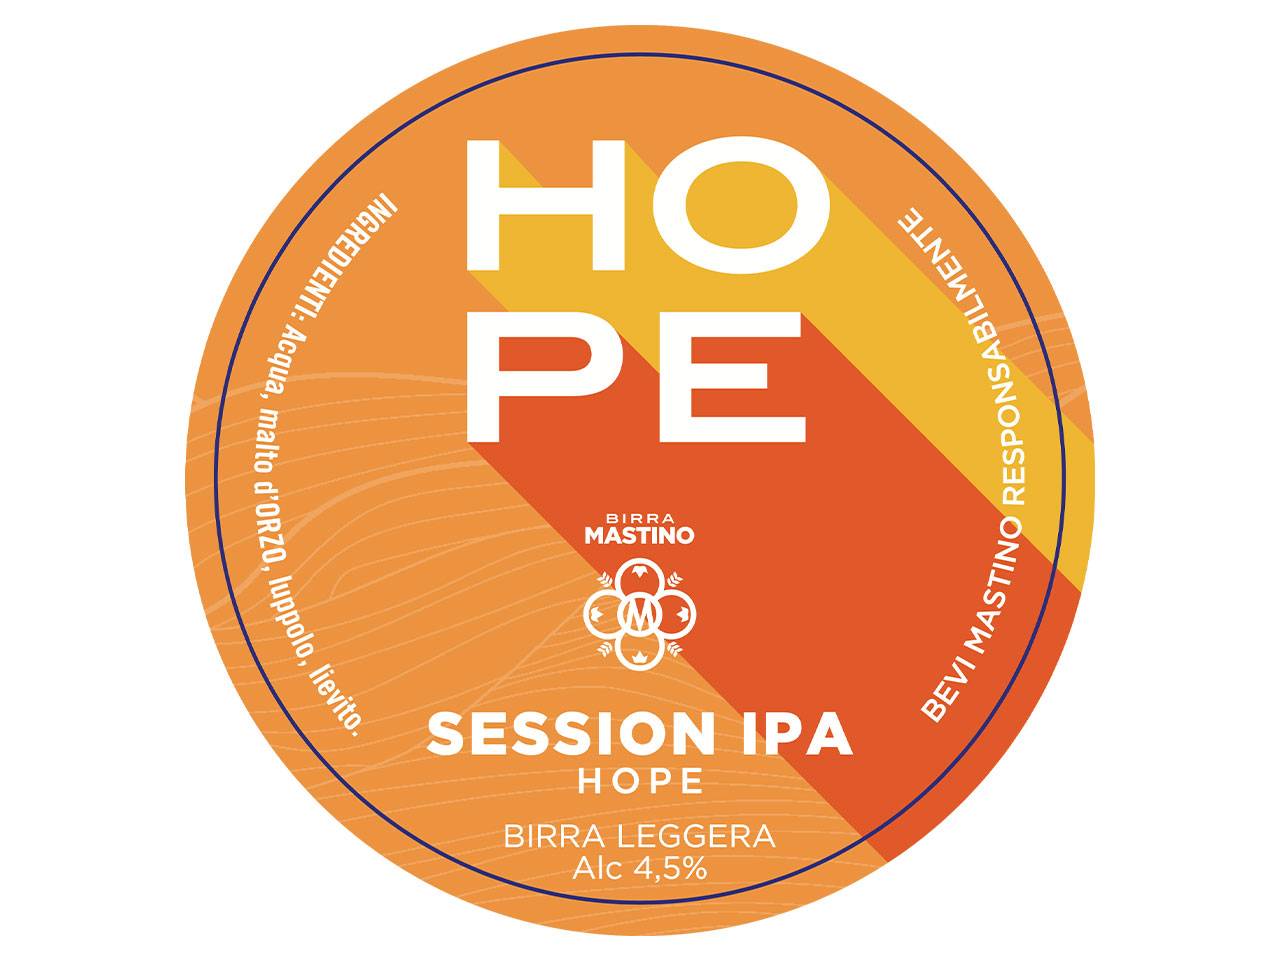 HO
PE
INGREDIENTI: Acqua, malto d'ORZO, luppolo, lievito.
BEVI MASTINO RESPONSABILMENTE
BIRRA
MASTINO
M
SESSION IPA
HOPE
BIRRA LEGGERA
Alc 4,5%